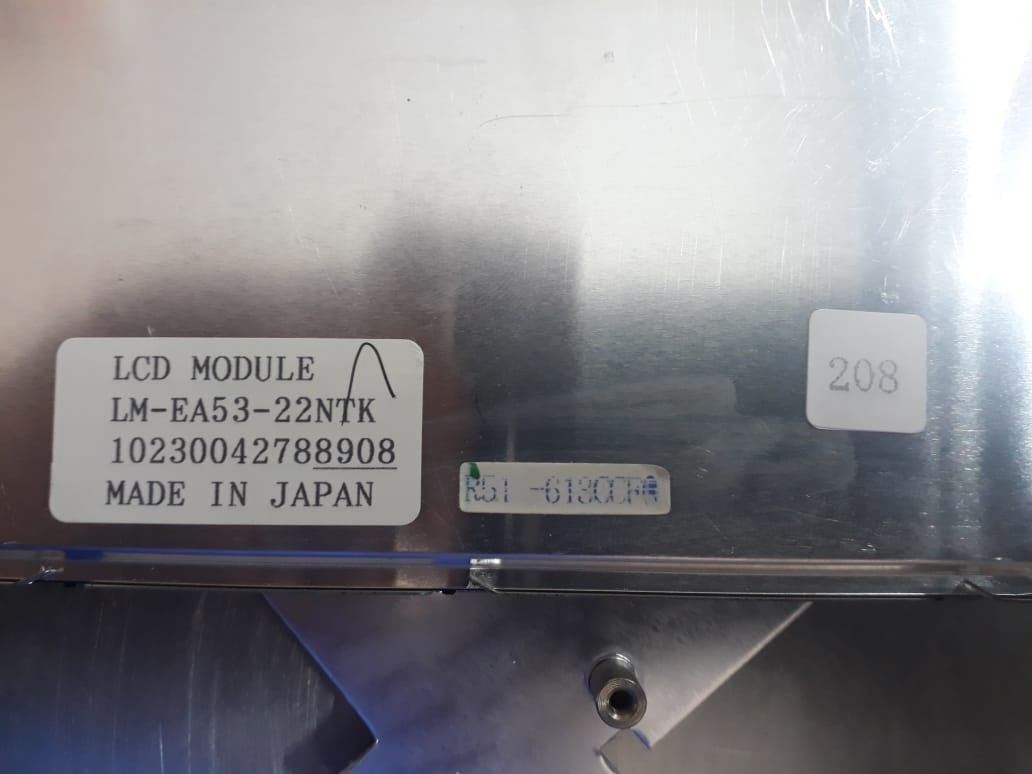 LCD MODULE
LM-EA53-22NTK
10230042788908
MADE IN JAPAN
208